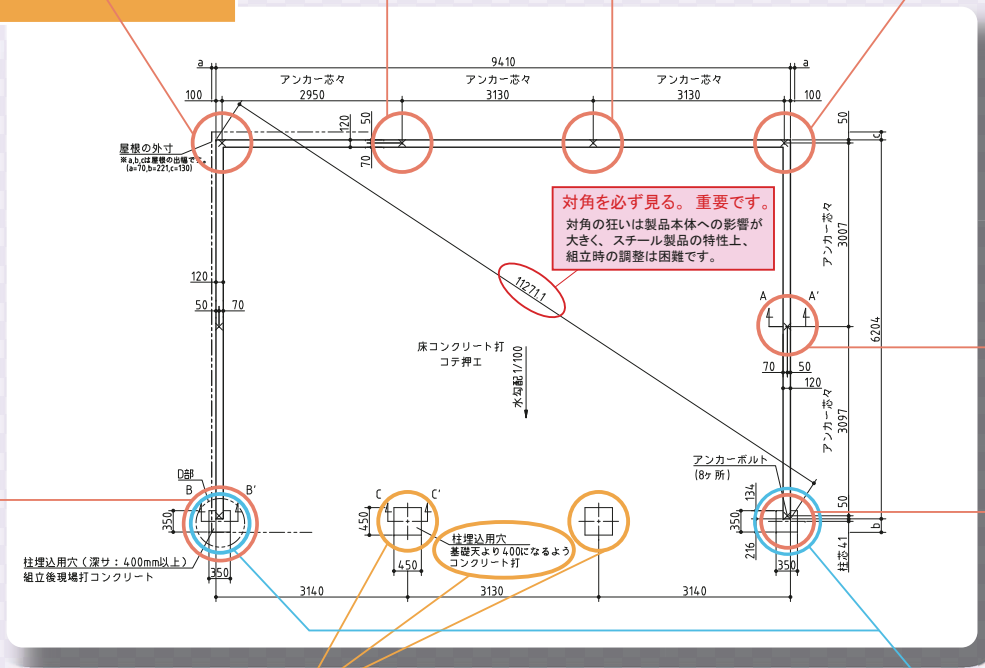 a
9410
a
アンカー芯々
アンカー芯々
アンカー芯々
100
2950
3130
3130
100
120
50
70
50
c
屋根の外寸
※a,b,cは屋根の出幅です。
(a=70,b=221,c=130)
対角を必ず見る。 重要です。
対角の狂いは製品本体への影響が
大きく、スチール製品の特性上、
組立時の調整は困難です。
アンカー芯々
3007
120
50
70
11271.1
A
A'
6204
床コンクリート打
コテ押エ
水勾配1/100
70
50
120
アンカー芯々
3097
アンカーボルト
(8ヶ所)
D部
B
B'
C
C'
350
450
柱埋込用穴
基礎天より400になるよう
コンクリート打
134
350
216
50
b
柱芯41
柱埋込用穴(深サ：400mm以上)
組立後現場打コンクリート
350
450
350
3140
3130
3140